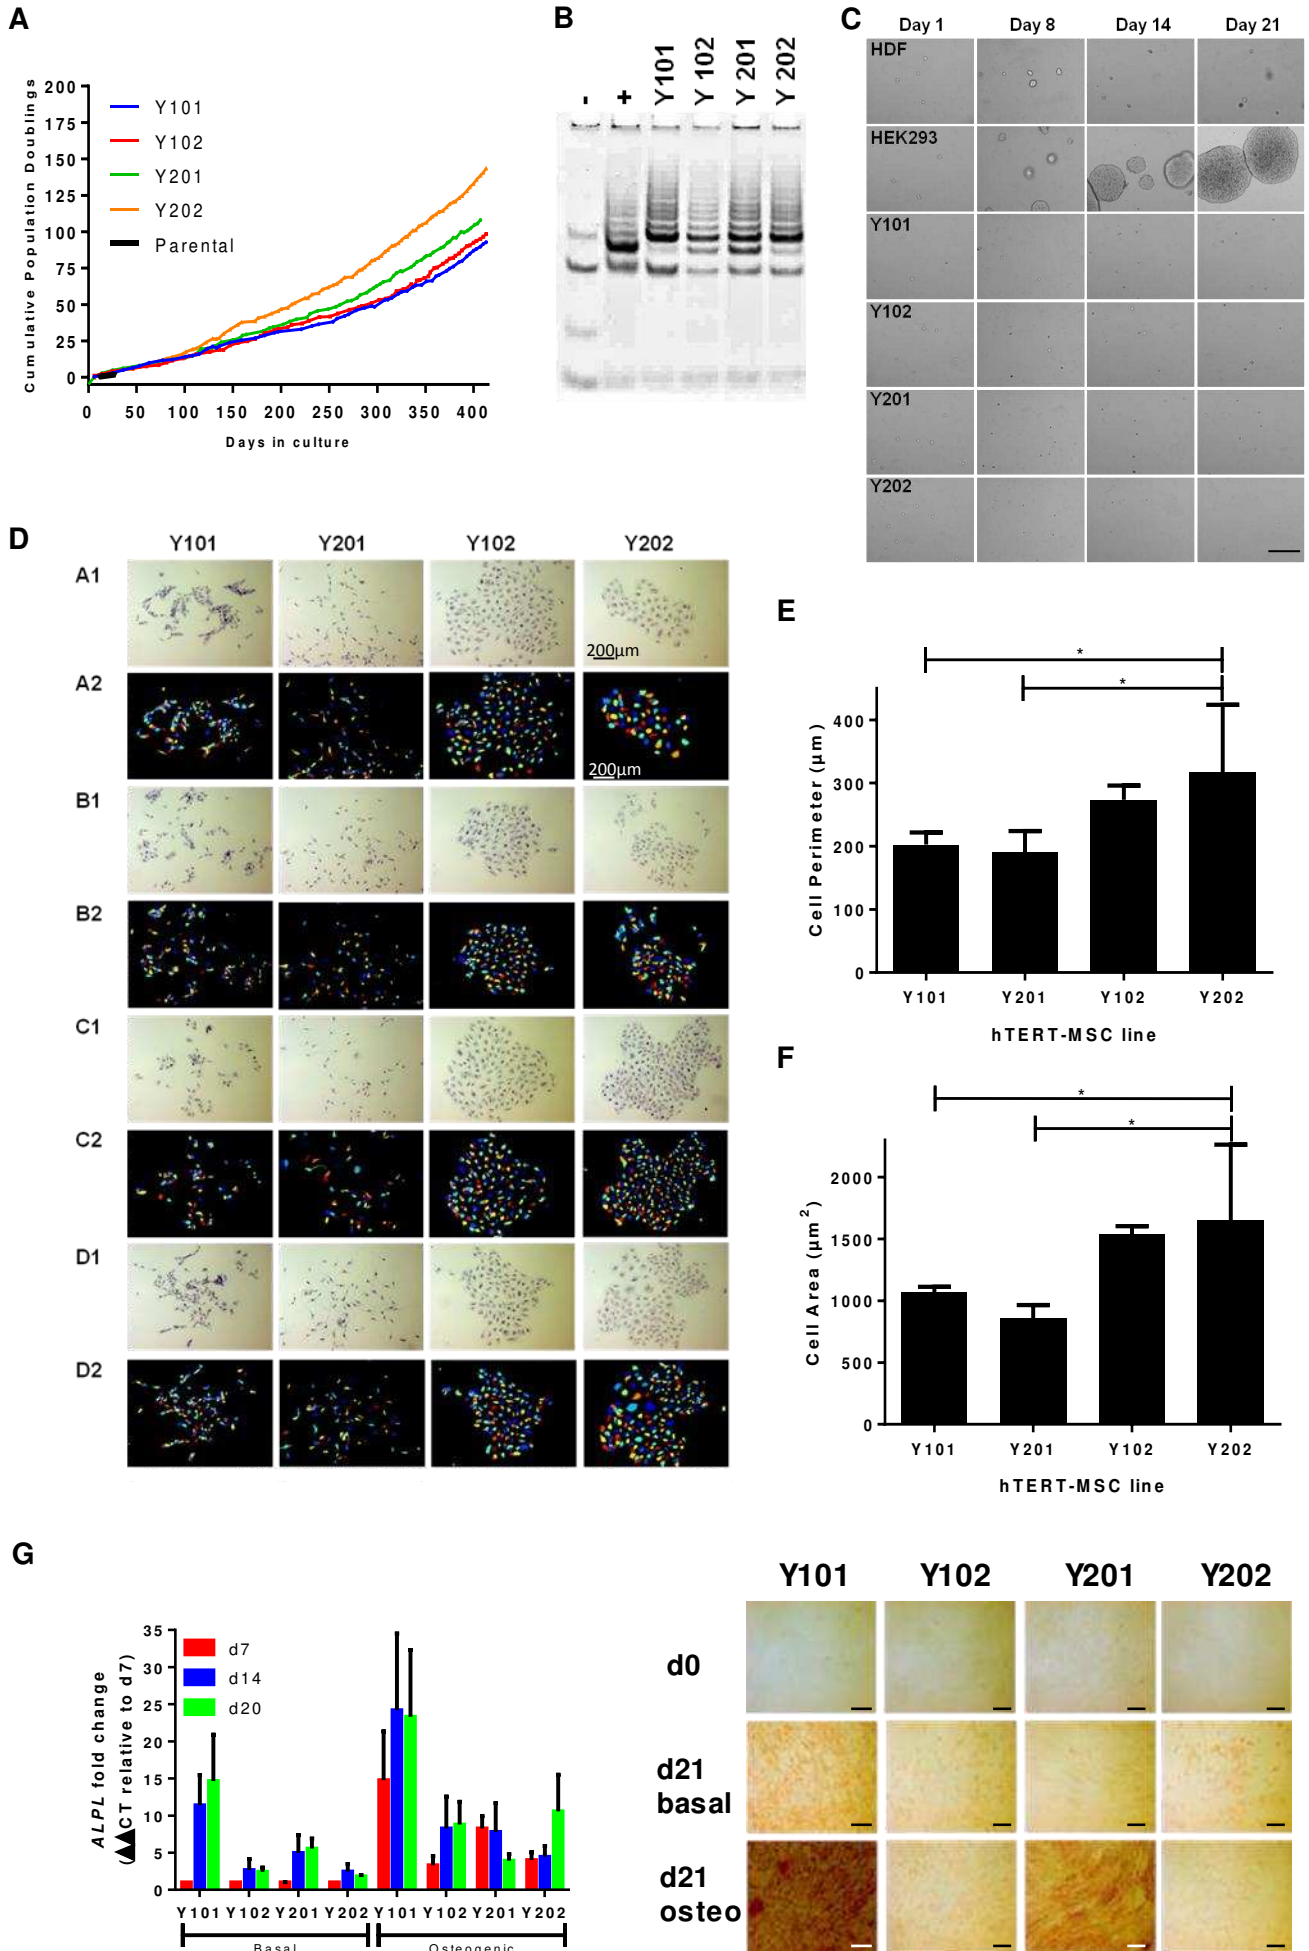 A
Cumulative Population Doublings
200
175
150
125
100
75
50
25
0
Y101
Y102
Y201
Y202
Parental
0 50 100 150 200 250 300 350 400
Days in culture
B
- + Y101 Y102 Y201 Y202
C
Day 1 Day 8 Day 14 Day 21
HDF
HEK293
Y101
Y102
Y201
Y202
D
Y101 Y201 Y102 Y202
A1
200µm
A2
200µm
B1
B2
C1
C2
D1
D2
E
* 
*
Cell Perimeter (µm)
400
300
200
100
0
Y101 Y201 Y102 Y202
hTERT-MSC line
F
*
*
Cell Area (µm²)
2000
1500
1000
500
0
Y101 Y201 Y102 Y202
hTERT-MSC line
G
ALPL fold change
(▲▲CT relative to d7)
35
30
25
20
15
10
5
0
d7
d14
d20
Y101 Y102 Y201 Y202 Y101 Y102 Y201 Y202
Basal Osteogenic
Y101 Y102 Y201 Y202
d0
d21
basal
d21
osteo